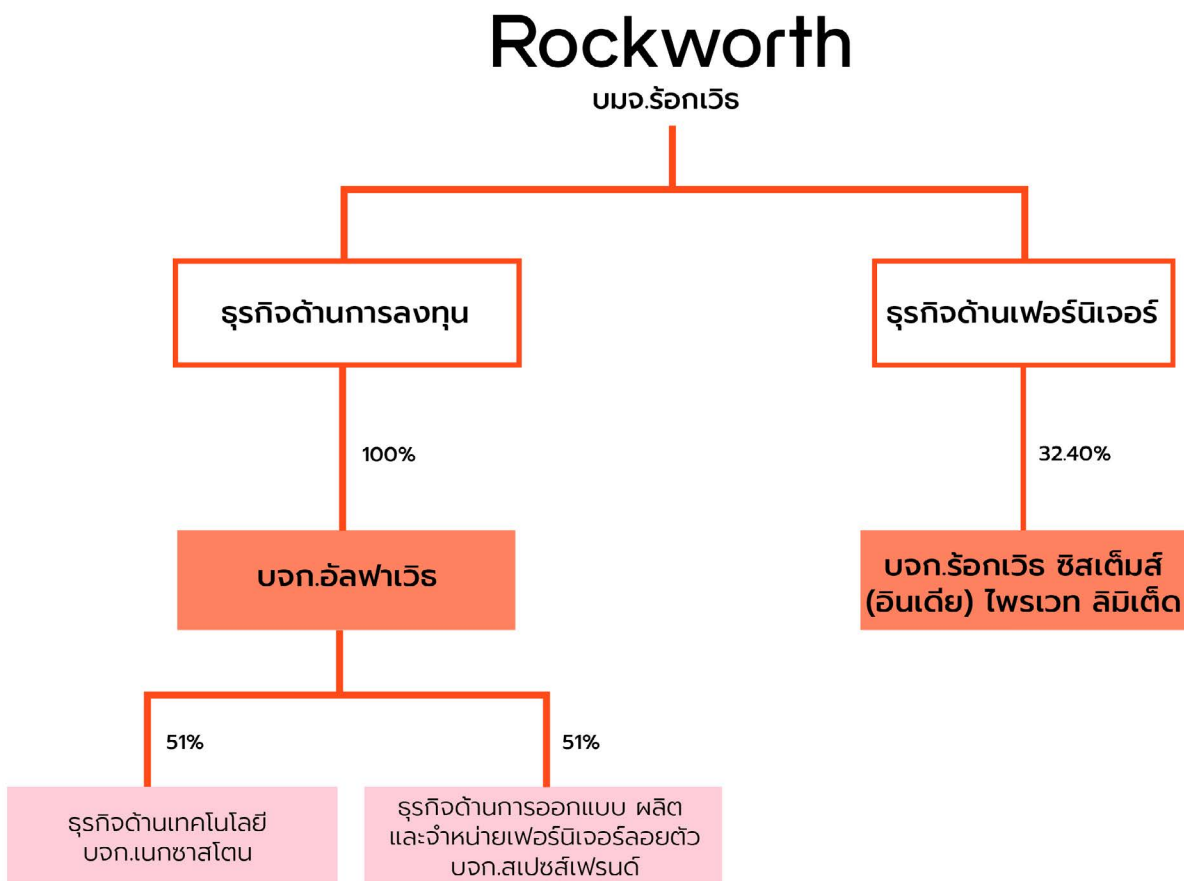 Rockworth
บมจ.ร้อกเวิธ
ธุรกิจด้านการลงทุน
ธุรกิจด้านเฟอร์นิเจอร์
100%
32.40%
บจก.อัลฟาเวิธ
บจก.ร้อกเวิธ ซิสเต็มส์
(อินเดีย) ไพรเวท ลิมิเต็ด
51%
51%
ธุรกิจด้านเทคโนโลยี
บจก.เนกซาสโตน
ธุรกิจด้านการออกแบบ ผลิต
และจำหน่ายเฟอร์นิเจอร์ลอยตัว
บจก.สเปซส์เฟรนด์